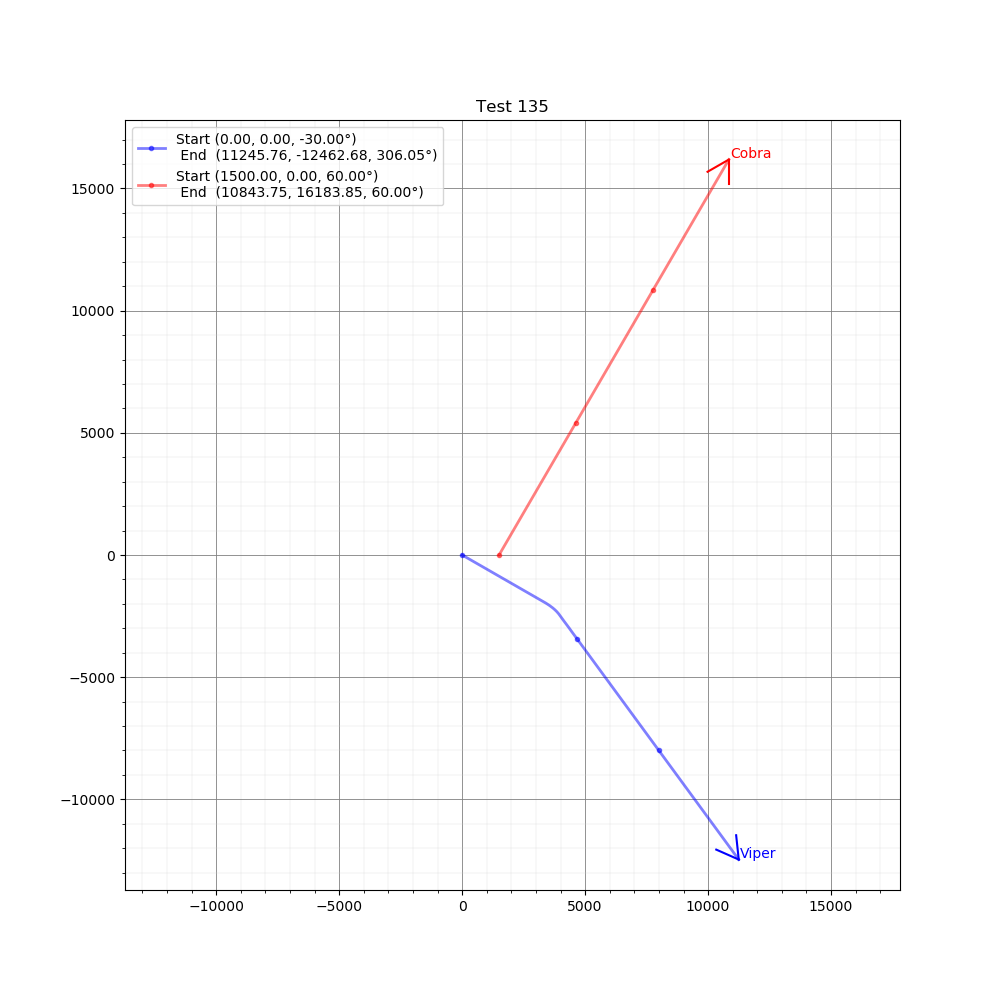 Test 135
Start (0.00, 0.00, -30.00°)
End  (11245.76, -12462.68, 306.05°)
Start (1500.00, 0.00, 60.00°)
End  (10843.75, 16183.85, 60.00°)
Cobra
15000
10000
5000
0
−5000
−10000
Viper
−10000
−5000
0
5000
10000
15000